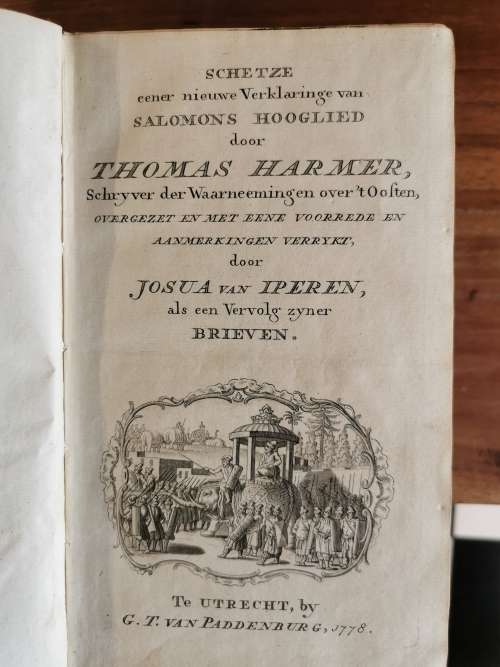 SCHETZE
eener nieuwe Verklaringe van
SALOMONS HOOGLIED
door
THOMAS HARMER,
Schryver der Waarneemingen over 't Oosten,
OVERGEZET EN MET EENE VOORREDE EN
AANMERKINGEN VERRYKT,
door
JOSUA VAN IPEREN,
als een Vervolg zyner
BRIEVEN.
Te UTRECHT, by
G. T. VAN PADDENBURG, 1778.